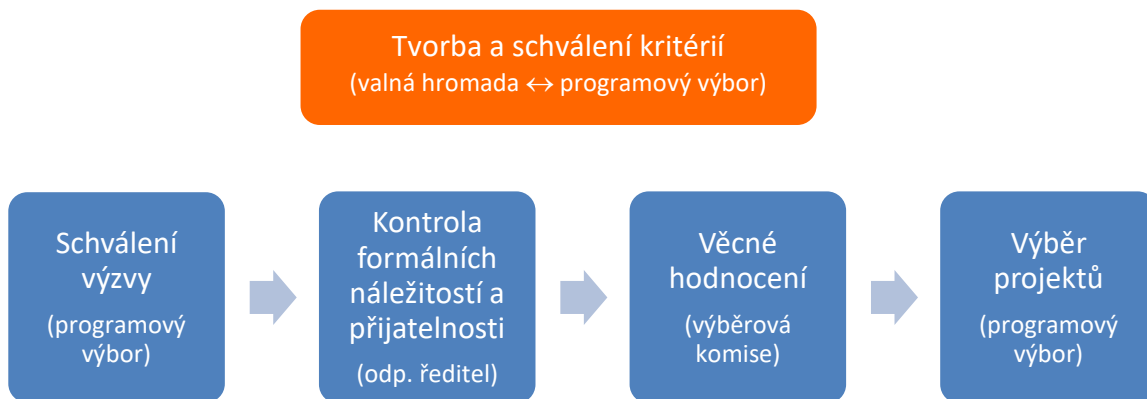 Tvorba a schválení kritérií
(valná hromada ↔ programový výbor)
Schválení
výzvy
(programový
výbor)
Kontrola
formálních
náležitostí a
přijatelnosti
(odp. ředitel)
Věcné
hodnocení
(výběrová
komise)
Výběr
projektů
(programový
výbor)